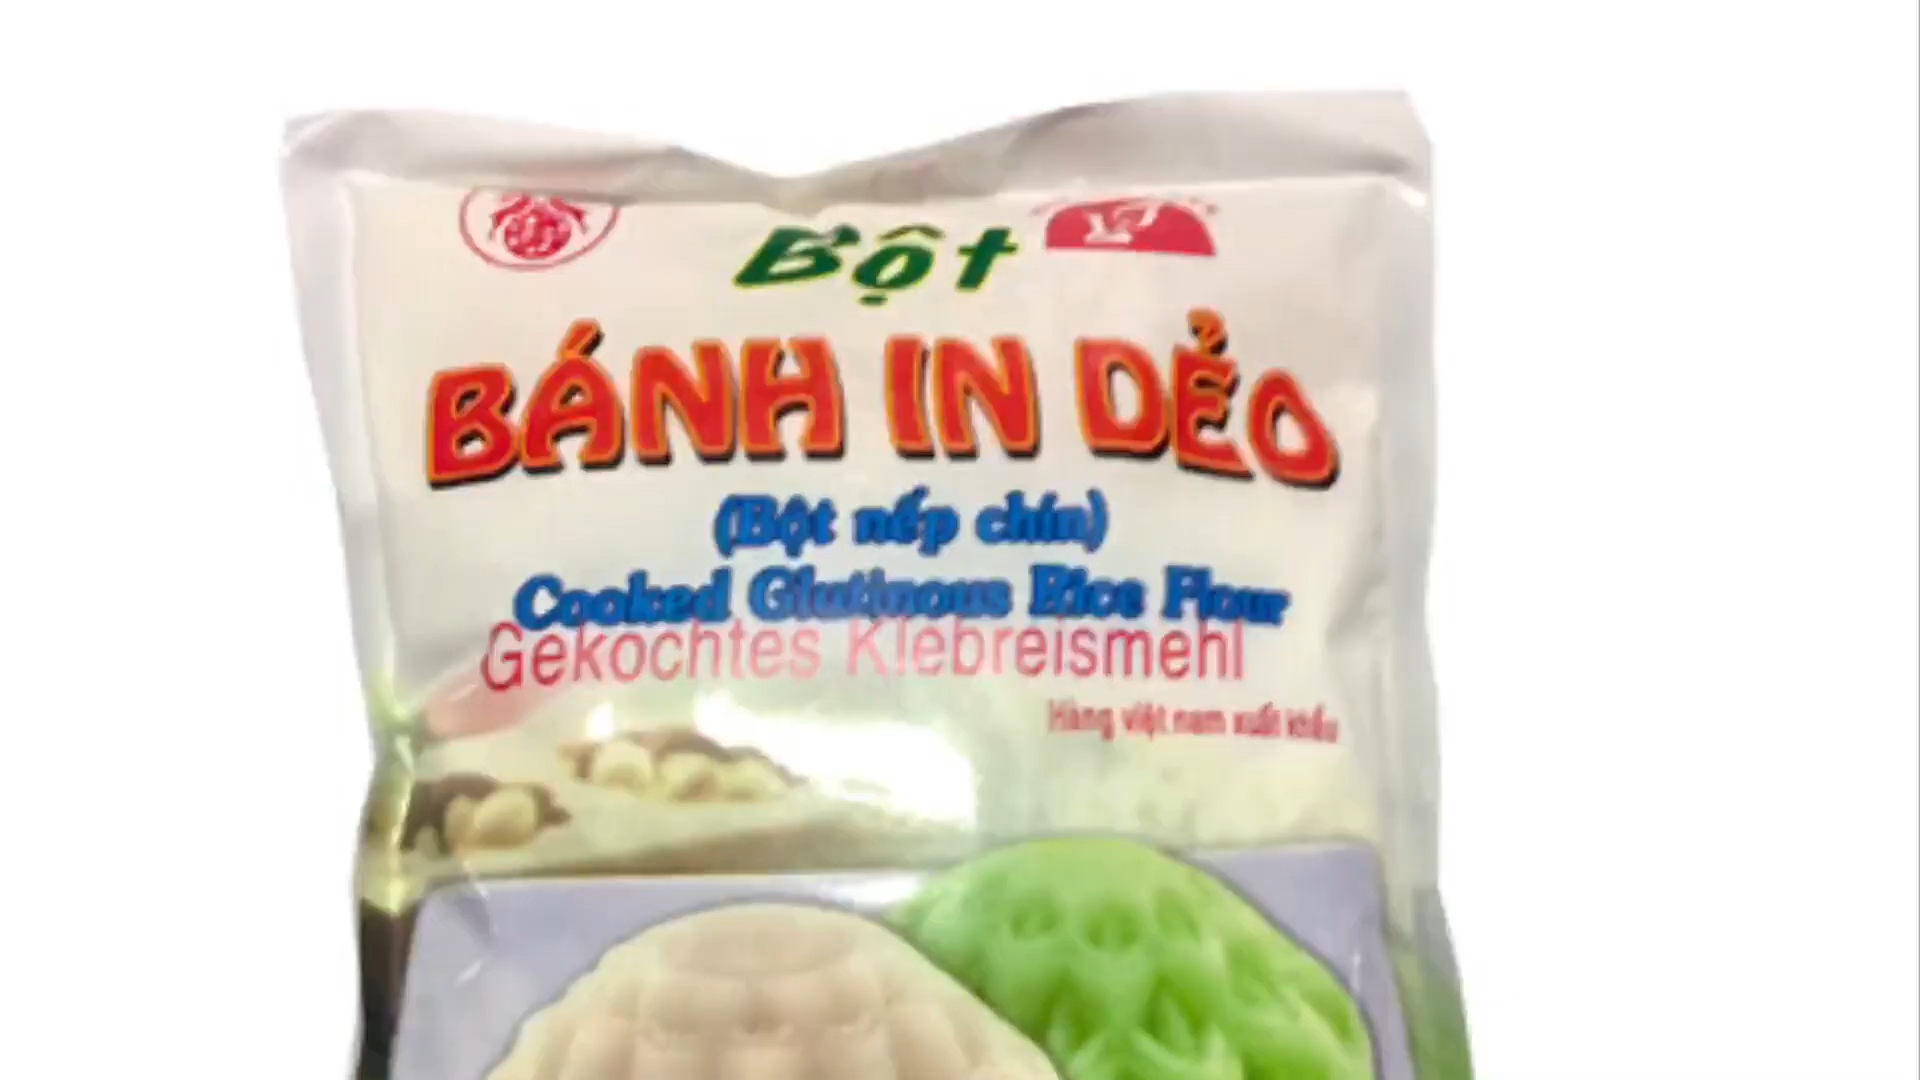 Bột
BÁNH IN DẺO
(Bột nếp chín)
Cooked Glutinous Rice Flour
Gekochtes Klebreismehl
Hàng việt nam xuất khẩu